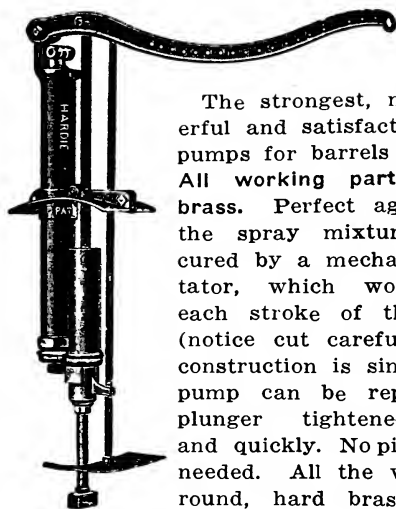 HARDIE
PAT
The strongest, m
erful and satisfact
pumps for barrels
All working part
brass. Perfect ag
the spray mixtur
cured by a mecha
tator, which wo
each stroke of th
(notice cut careful
construction is sin
pump can be rep
plunger tightene
and quickly. No pi
needed. All the v
round, hard brass